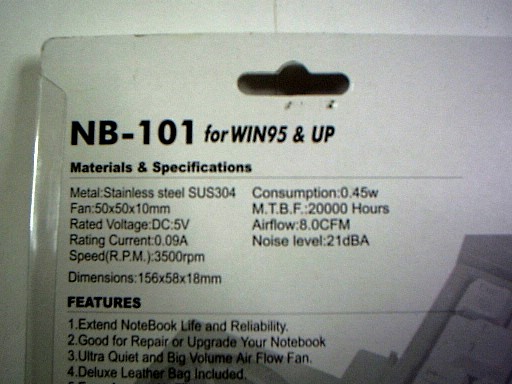 NB-101 for WIN95 & UP
Materials & Specifications
Metal:Stainless steel SUS304 Consumption:0.45w
Fan:50x50x10mm M.T.B.F.:20000 Hours
Rated Voltage:DC:5V Airflow:8.0CFM
Rating Current:0.09A Noise level:21dBA
Speed(R.P.M.):3500rpm
Dimensions:156x58x18mm
FEATURES
1.Extend NoteBook Life and Reliability.
2.Good for Repair or Upgrade Your Notebook
3.Ultra Quiet and Big Volume Air Flow Fan.
4.Deluxe Leather Bag Included.